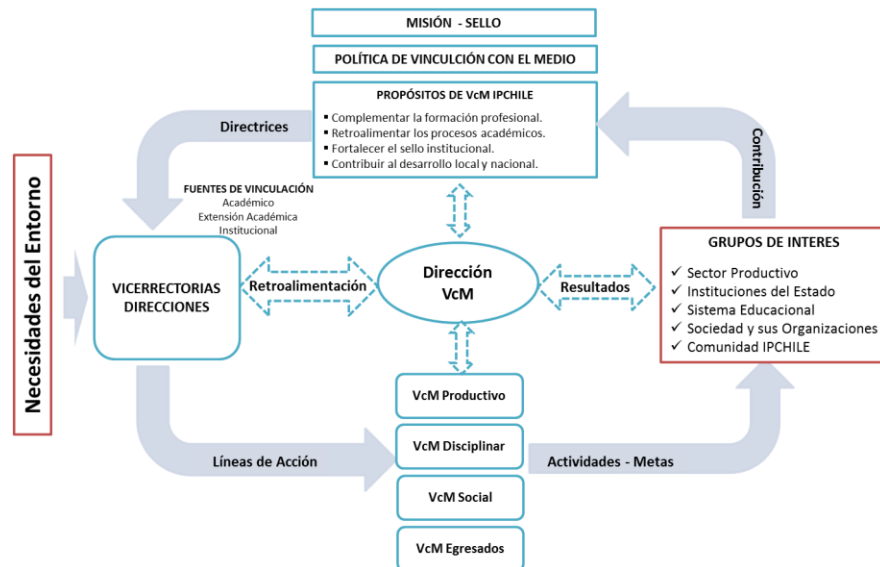 MISIÓN - SELLO
POLÍTICA DE VINCULCIÓN CON EL MEDIO
PROPÓSITOS DE VcM IPCHILE
▪ Complementar la formación profesional.
▪ Retroalimentar los procesos académicos.
▪ Fortalecer el sello institucional.
▪ Contribuir al desarrollo local y nacional.
Directrices
Contribución
Necesidades del Entorno
FUENTES DE VINCULACIÓN
Académico
Extensión Académica
Institucional
VICERRECTORIAS
DIRECCIONES
Retroalimentación
Dirección
VcM
Resultados
GRUPOS DE INTERES
✓ Sector Productivo
✓ Instituciones del Estado
✓ Sistema Educacional
✓ Sociedad y sus Organizaciones
✓ Comunidad IPCHILE
VcM Productivo
VcM Disciplinar
VcM Social
VcM Egresados
Líneas de Acción
Actividades - Metas